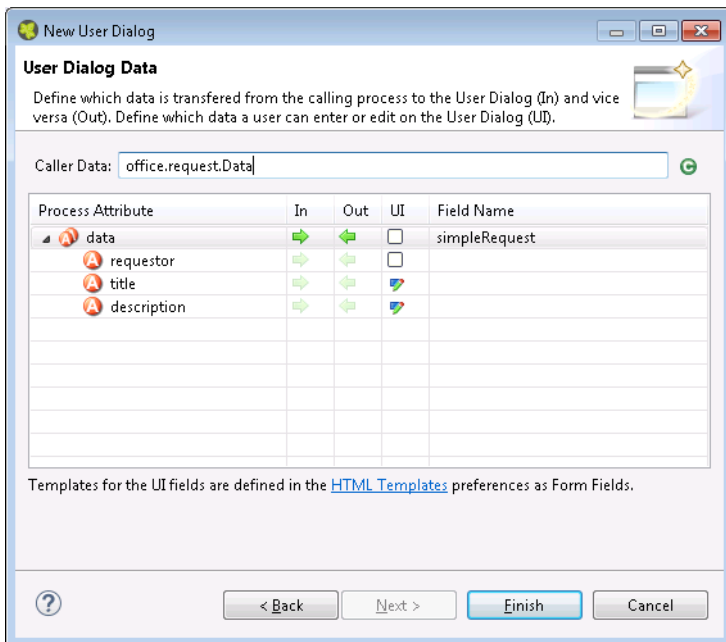 New User Dialog
User Dialog Data
Define which data is transfered from the calling process to the User Dialog (In) and vice
versa (Out). Define which data a user can enter or edit on the User Dialog (UI).
Caller Data: office.request.Data
Process Attribute In Out UI Field Name
data simpleRequest
requestor
title
description
Templates for the UI fields are defined in the HTML Templates preferences as Form Fields.
< Back Next > Finish Cancel